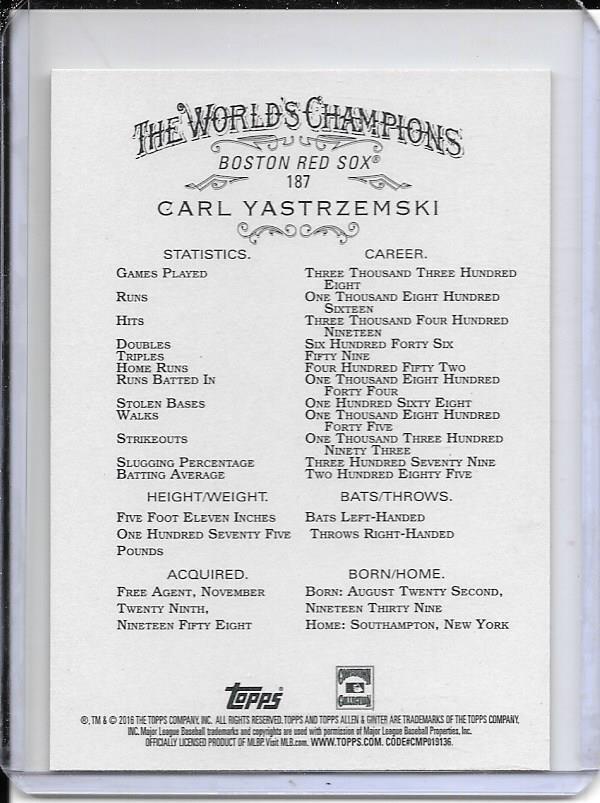 THE WORLD'S CHAMPIONS
BOSTON RED SOX®
187
CARL YASTRZEMSKI
STATISTICS. CAREER.
GAMES PLAYED THREE THOUSAND THREE HUNDRED
EIGHT
RUNS ONE THOUSAND EIGHT HUNDRED
SIXTEEN
HITS THREE THOUSAND FOUR HUNDRED
NINETEEN
DOUBLES SIX HUNDRED FORTY SIX
TRIPLES FIFTY NINE
HOME RUNS FOUR HUNDRED FIFTY TWO
RUNS BATTED IN ONE THOUSAND EIGHT HUNDRED
FORTY FOUR
STOLEN BASES ONE HUNDRED SIXTY EIGHT
WALKS ONE THOUSAND EIGHT HUNDRED
FORTY FIVE
STRIKEOUTS ONE THOUSAND THREE HUNDRED
NINETY THREE
SLUGGING PERCENTAGE THREE HUNDRED SEVENTY NINE
BATTING AVERAGE TWO HUNDRED EIGHTY FIVE
HEIGHT/WEIGHT. BATS/THROWS.
FIVE FOOT ELEVEN INCHES BATS LEFT-HANDED
ONE HUNDRED SEVENTY FIVE THROWS RIGHT-HANDED
POUNDS
ACQUIRED. BORN/HOME.
FREE AGENT, NOVEMBER BORN: AUGUST TWENTY SECOND,
TWENTY NINTH, NINETEEN THIRTY NINE
NINETEEN FIFTY EIGHT HOME: SOUTHAMPTON, NEW YORK
Topps COOPERSTOWN
COLLECTION
®, TM & © 2016 THE TOPPS COMPANY, INC. ALL RIGHTS RESERVED. TOPPS AND TOPPS ALLEN & GINTER ARE TRADEMARKS OF THE TOPPS COMPANY,
INC. Major League Baseball trademarks and copyrights are used with permission of Major League Baseball Properties, Inc.
OFFICIALLY LICENSED PRODUCT OF MLBP. Visit MLB.com. WWW.TOPPS.COM. CODE#CMP019136.